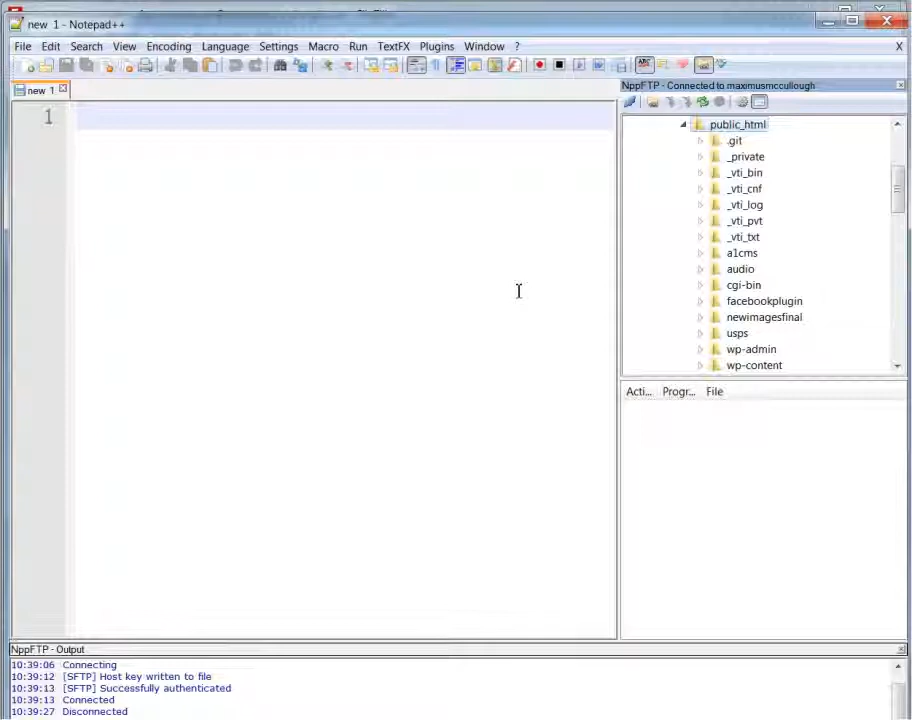 new 1 - Notepad++
File Edit Search View Encoding Language Settings Macro Run TextFX Plugins Window ? X
new 1
NppFTP - Connected to maximusmccullough
1
public_html
.git
_private
_vti_bin
_vti_cnf
_vti_log
_vti_pvt
_vti_txt
a1cms
audio
cgi-bin
facebookplugin
newimagesfinal
usps
wp-admin
wp-content
Acti... Progr... File
NppFTP - Output
10:39:06 Connecting
10:39:12 [SFTP] Host key written to file
10:39:13 [SFTP] Successfully authenticated
10:39:13 Connected
10:39:27 Disconnected